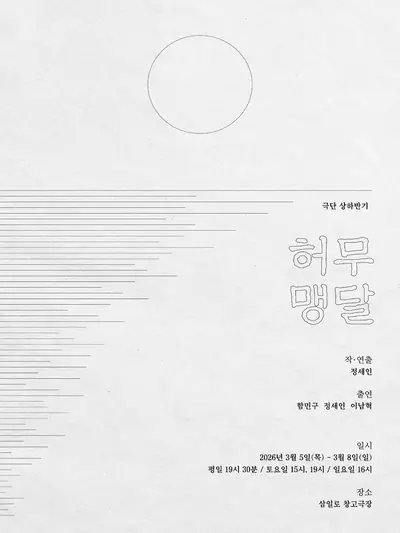 극단 상하반기
허무
맹달
작·연출
정세인
출연
함민구 정세인 이남혁
일시
2026년 3월 5일(목) - 3월 8일(일)
평일 19시 30분 / 토요일 15시, 19시 / 일요일 16시
장소
삼일로 창고극장